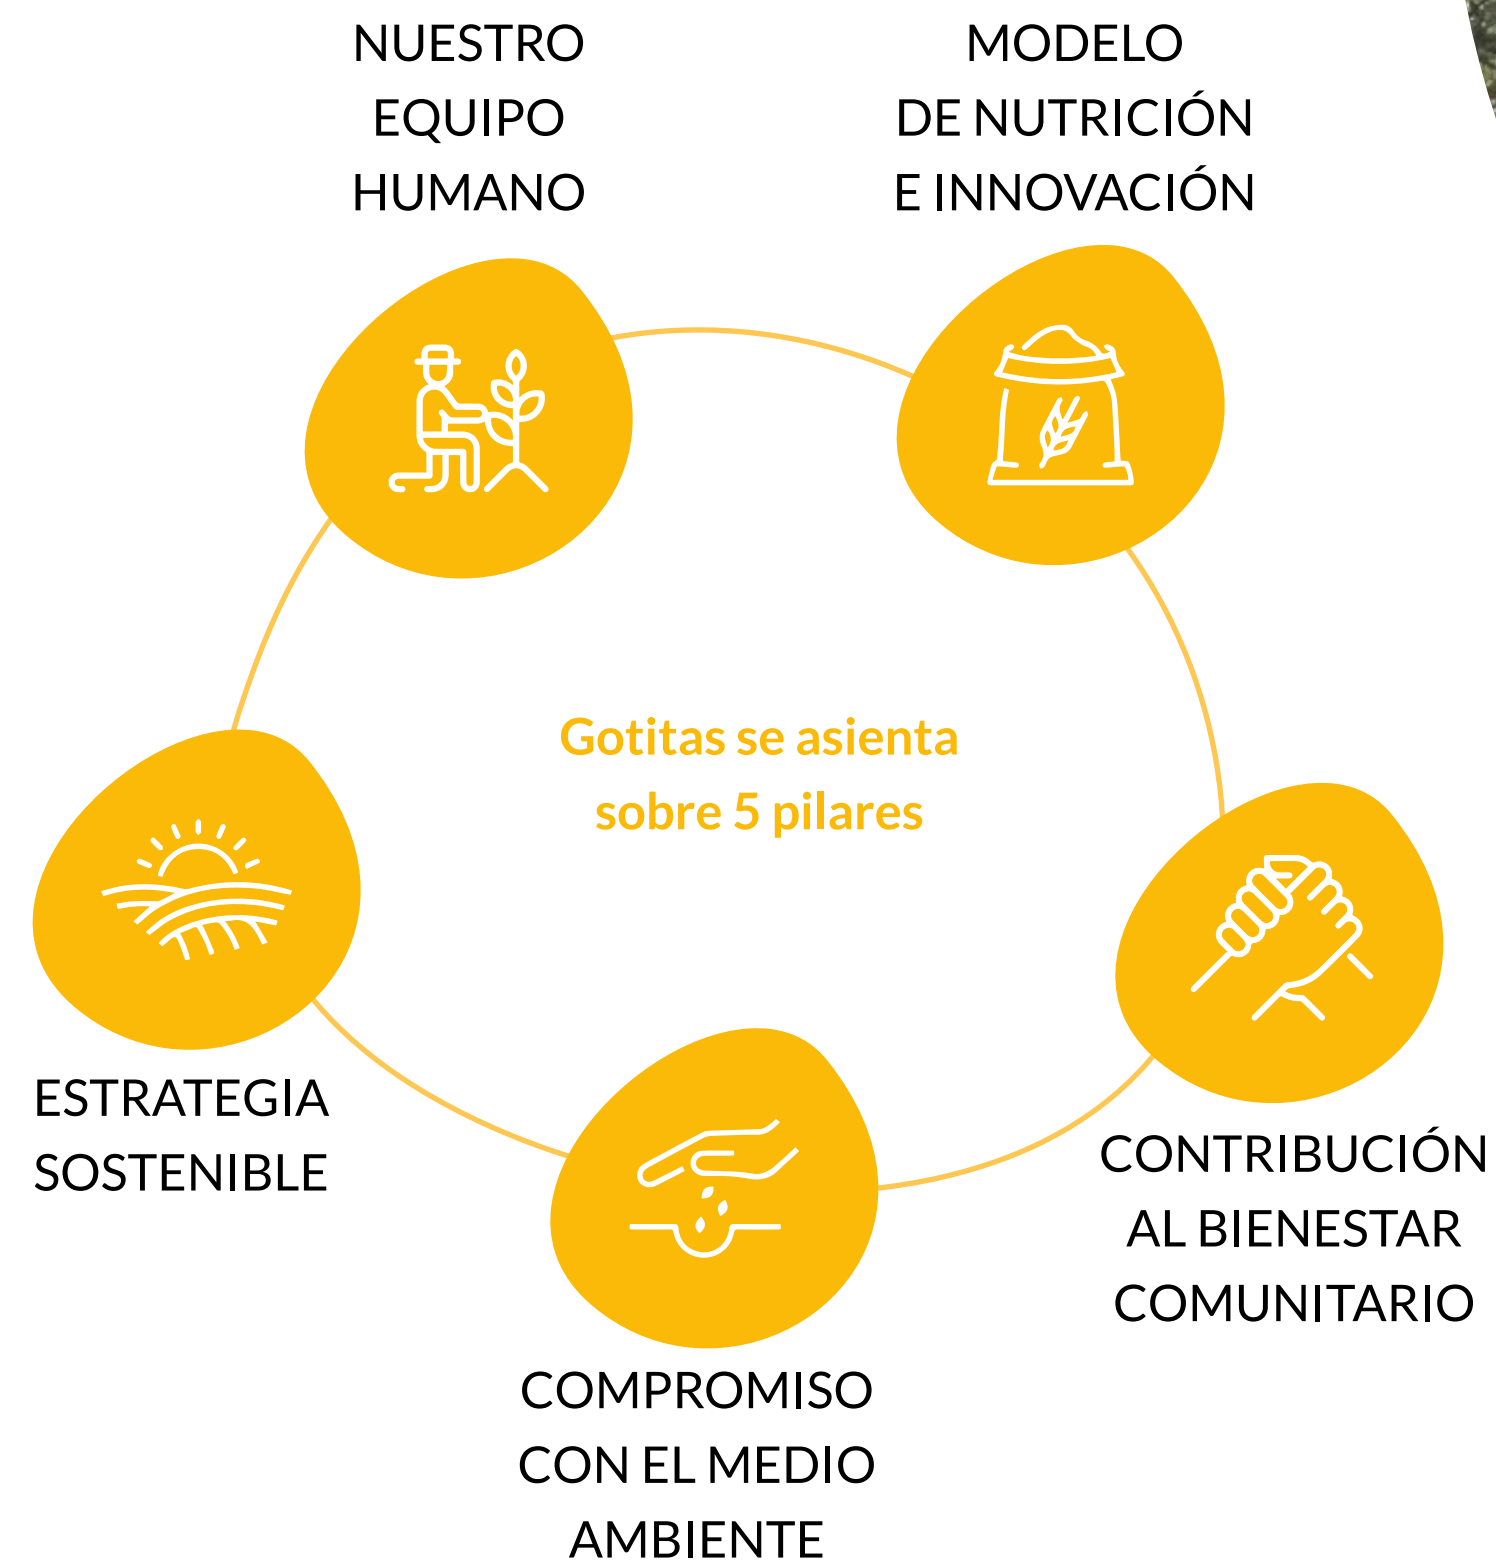 NUESTRO
EQUIPO
HUMANO
MODELO
DE NUTRICIÓN
E INNOVACIÓN
Gotitas se asienta
sobre 5 pilares
ESTRATEGIA
SOSTENIBLE
CONTRIBUCIÓN
AL BIENESTAR
COMUNITARIO
COMPROMISO
CON EL MEDIO
AMBIENTE